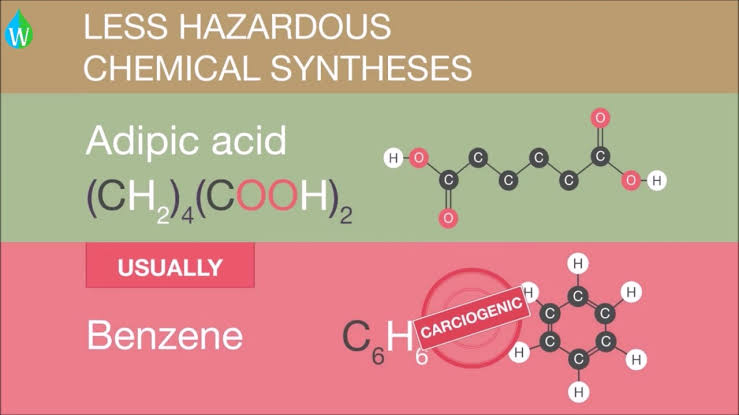 W
LESS HAZARDOUS
CHEMICAL SYNTHESES
Adipic acid
(CH₂)₄(COOH)₂
H O C C C C C C O O O H
USUALLY
Benzene
C₆H₆
CARCIOGENIC
H H H H H H C C C C C C